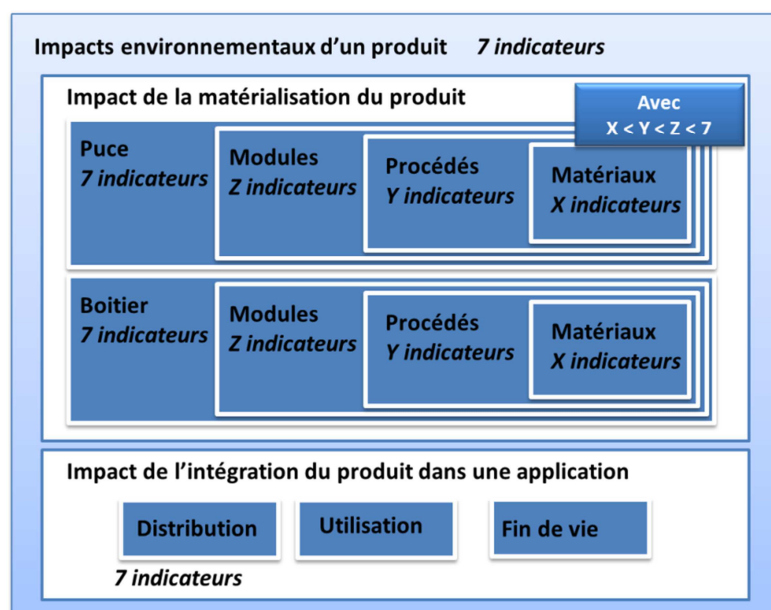 Impacts environnementaux d'un produit 7 indicateurs
Impact de la matérialisation du produit
Avec
X < Y < Z < 7
Puce
7 indicateurs
Modules
Z indicateurs
Procédés
Y indicateurs
Matériaux
X indicateurs
Boitier
7 indicateurs
Modules
Z indicateurs
Procédés
Y indicateurs
Matériaux
X indicateurs
Impact de l'intégration du produit dans une application
Distribution
Utilisation
Fin de vie
7 indicateurs